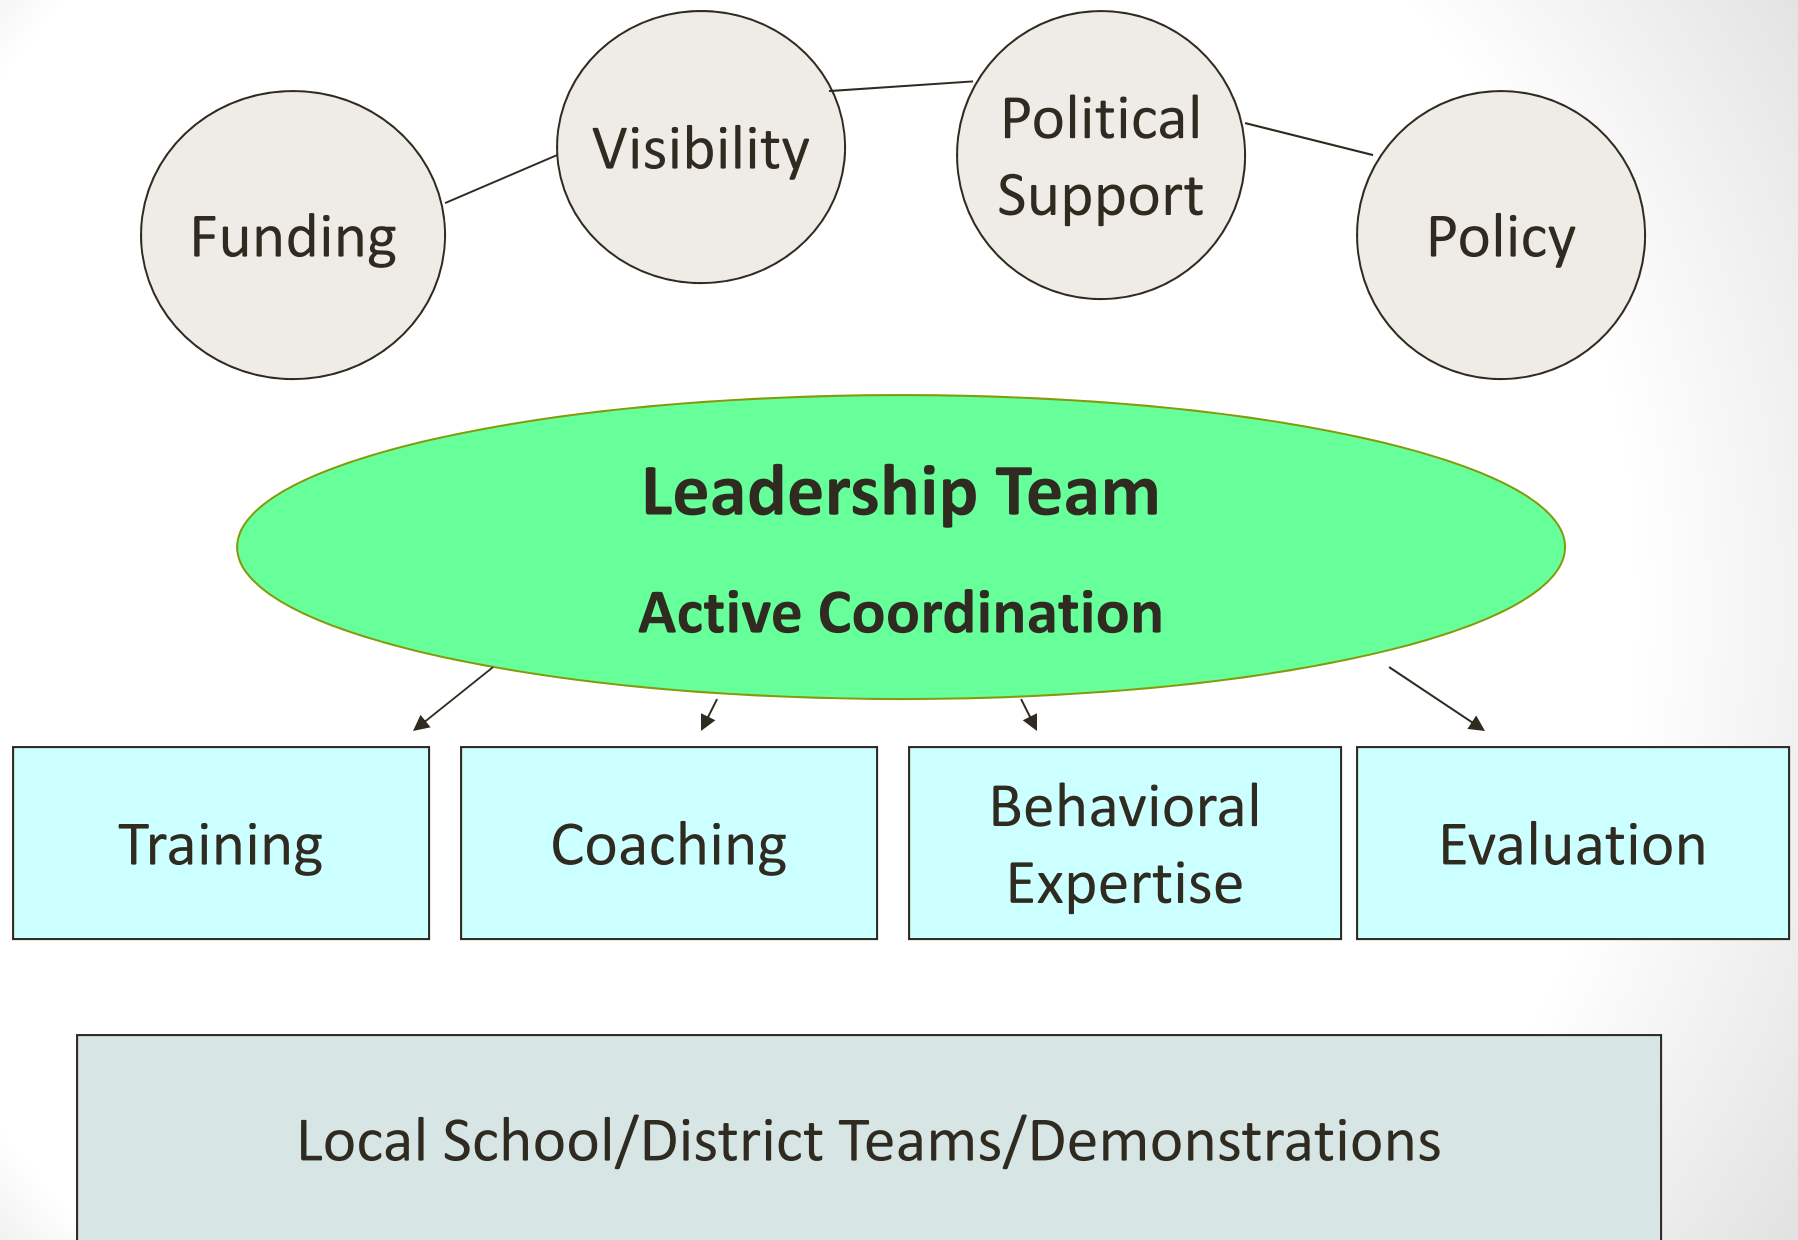 Funding
Visibility
Political
Support
Policy
Leadership Team
Active Coordination
Training
Coaching
Behavioral
Expertise
Evaluation
Local School/District Teams/Demonstrations